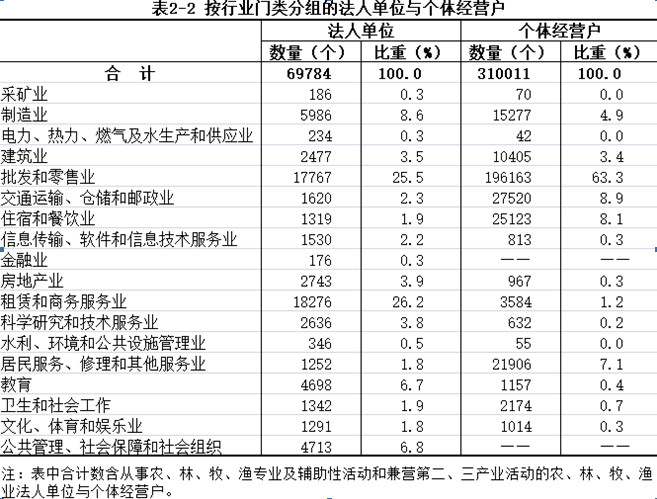 表2-2 按行业门类分组的法人单位与个体经营户
法人单位 个体经营户
数量（个） 比重（%） 数量（个） 比重（%）
合 计 69784 100.0 310011 100.0
采矿业 186 0.3 70 0.0
制造业 5986 8.6 15277 4.9
电力、热力、燃气及水生产和供应业 234 0.3 42 0.0
建筑业 2477 3.5 10405 3.4
批发和零售业 17767 25.5 196163 63.3
交通运输、仓储和邮政业 1620 2.3 27520 8.9
住宿和餐饮业 1319 1.9 25123 8.1
信息传输、软件和信息技术服务业 1530 2.2 813 0.3
金融业 176 0.3 —— ——
房地产业 2743 3.9 967 0.3
租赁和商务服务业 18276 26.2 3584 1.2
科学研究和技术服务业 2636 3.8 632 0.2
水利、环境和公共设施管理业 346 0.5 55 0.0
居民服务、修理和其他服务业 1252 1.8 21906 7.1
教育 4698 6.7 1157 0.4
卫生和社会工作 1342 1.9 2174 0.7
文化、体育和娱乐业 1291 1.8 1014 0.3
公共管理、社会保障和社会组织 4713 6.8 —— ——
注：表中合计数含从事农、林、牧、渔专业及辅助性活动和兼营第二、三产业活动的农、林、牧、渔
业法人单位与个体经营户。